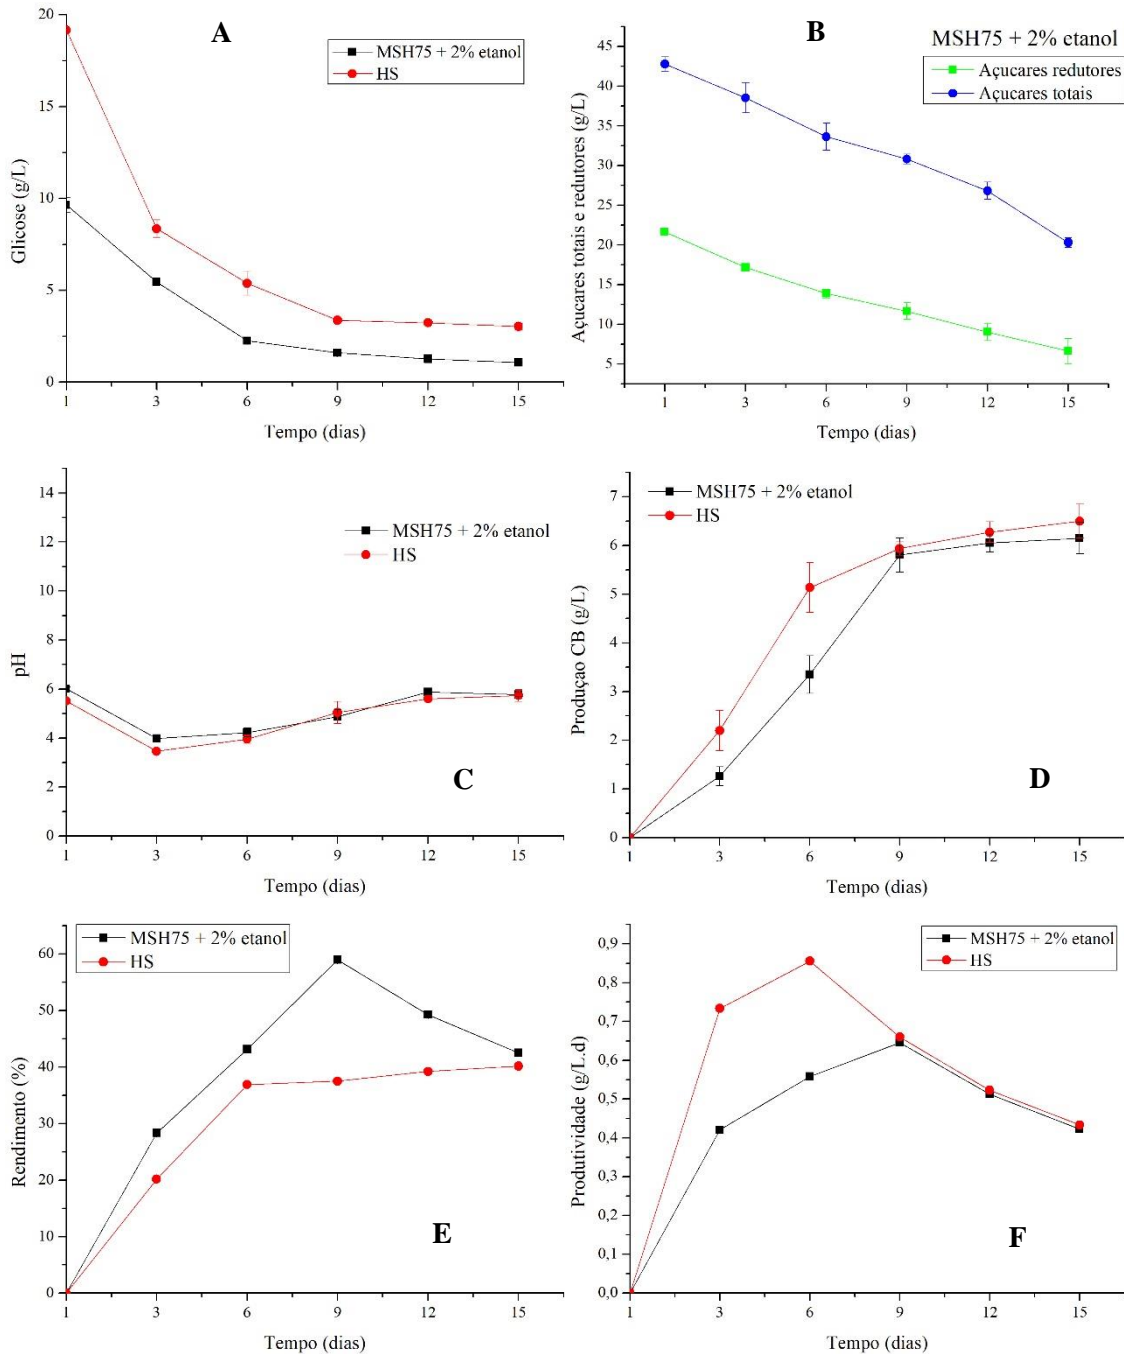 A
MSH75 + 2% etanol
HS
Glicose (g/L)
20
15
10
5
0
1 3 6 9 12 15
Tempo (dias)
B
MSH75 + 2% etanol
Açucares redutores
Açucares totais
Açucares totais e redutores (g/L)
45
40
35
30
25
20
15
10
5
1 3 6 9 12 15
Tempo (dias)
MSH75 + 2% etanol
HS
pH
14
12
10
8
6
4
2
0
C
1 3 6 9 12 15
Tempo (dias)
MSH75 + 2% etanol
HS
Produçao CB (g/L)
7
6
5
4
3
2
1
0
D
1 3 6 9 12 15
Tempo (dias)
MSH75 + 2% etanol
HS
Rendimento (%)
60
50
40
30
20
10
0
E
1 3 6 9 12 15
Tempo (dias)
MSH75 + 2% etanol
HS
Produtividade (g/L.d)
0,9
0,8
0,7
0,6
0,5
0,4
0,3
0,2
0,1
0,0
F
1 3 6 9 12 15
Tempo (dias)